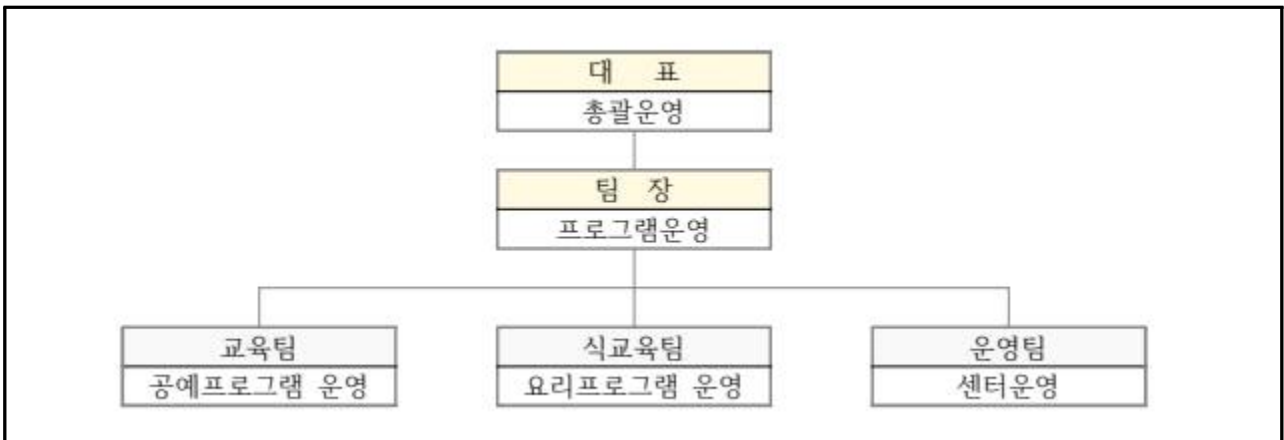 대 표
총괄운영
팀 장
프로그램운영
교육팀
공예프로그램 운영
식교육팀
요리프로그램 운영
운영팀
센터운영